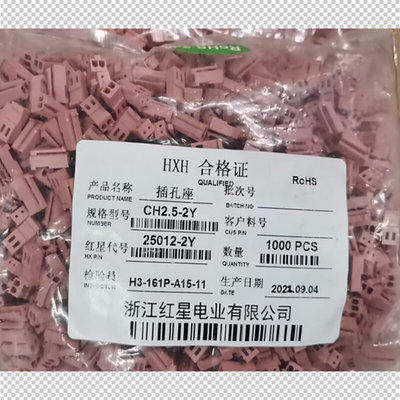 RoHS
HXH 合格证
QUALIFIED
RoHS
产品名称 插孔座 批次号
PRODUCT NAME BATCH NO
规格型号 CH2.5-2Y 客户料号
NUMBER CUS P/N
红星代号 25012-2Y 数量 1000 PCS
HX P/N QUANTITY
检验员 H3-161P-A15-11 生产日期 2021.09.04
INSPECTOR DATE
浙江红星电业有限公司